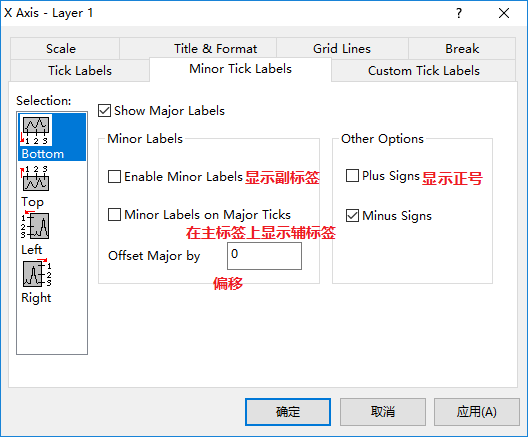 X Axis - Layer 1
?
Scale
Title & Format
Grid Lines
Break
Tick Labels
Minor Tick Labels
Custom Tick Labels
Selection:
1 2 3
Bottom
1 2 3
Top
3
2
1
Left
1
2
3
Right
Show Major Labels
Minor Labels
Enable Minor Labels 显示副标签
Minor Labels on Major Ticks
在主标签上显示辅标签
Offset Major by
0
偏移
Other Options
Plus Signs 显示正号
Minus Signs
确定
取消
应用(A)